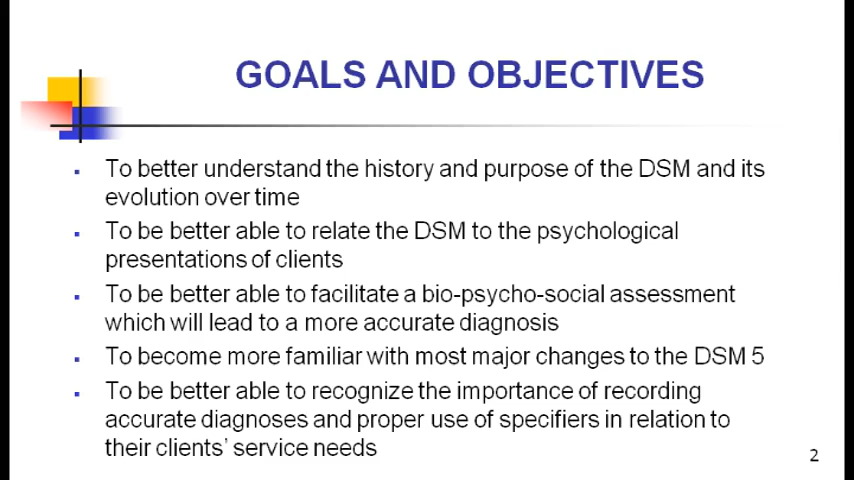 GOALS AND OBJECTIVES
▪ To better understand the history and purpose of the DSM and its
evolution over time
▪ To be better able to relate the DSM to the psychological
presentations of clients
▪ To be better able to facilitate a bio-psycho-social assessment
which will lead to a more accurate diagnosis
▪ To become more familiar with most major changes to the DSM 5
▪ To be better able to recognize the importance of recording
accurate diagnoses and proper use of specifiers in relation to
their clients’ service needs
2